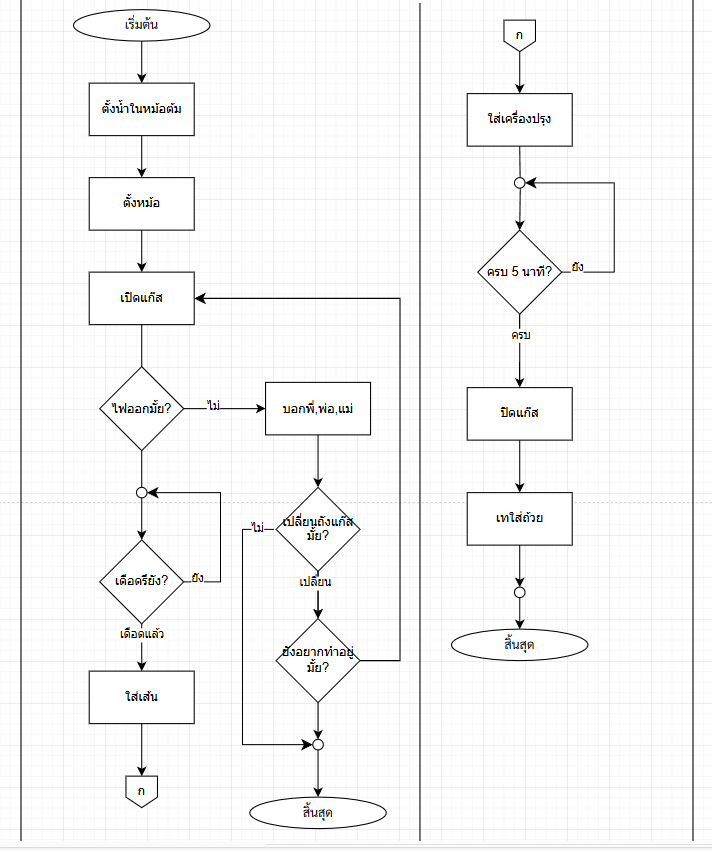 เริ่มต้น
ตั้งน้ำในหม้อต้ม
ตั้งหม้อ
เปิดแก๊ส
ไฟออกมั้ย?
ไม่
บอกพี่,พ่อ,แม่
เปลี่ยนถังแก๊ส
มั้ย?
ไม่
เปลี่ยน
เดือดรึยัง?
ยัง
เดือดแล้ว
ยังอยากทำอยู่
มั้ย?
ใส่เส้น
ก
สิ้นสุด
ก
ใส่เครื่องปรุง
ครบ 5 นาที?
ยัง
ครบ
ปิดแก๊ส
เทใส่ถ้วย
สิ้นสุด